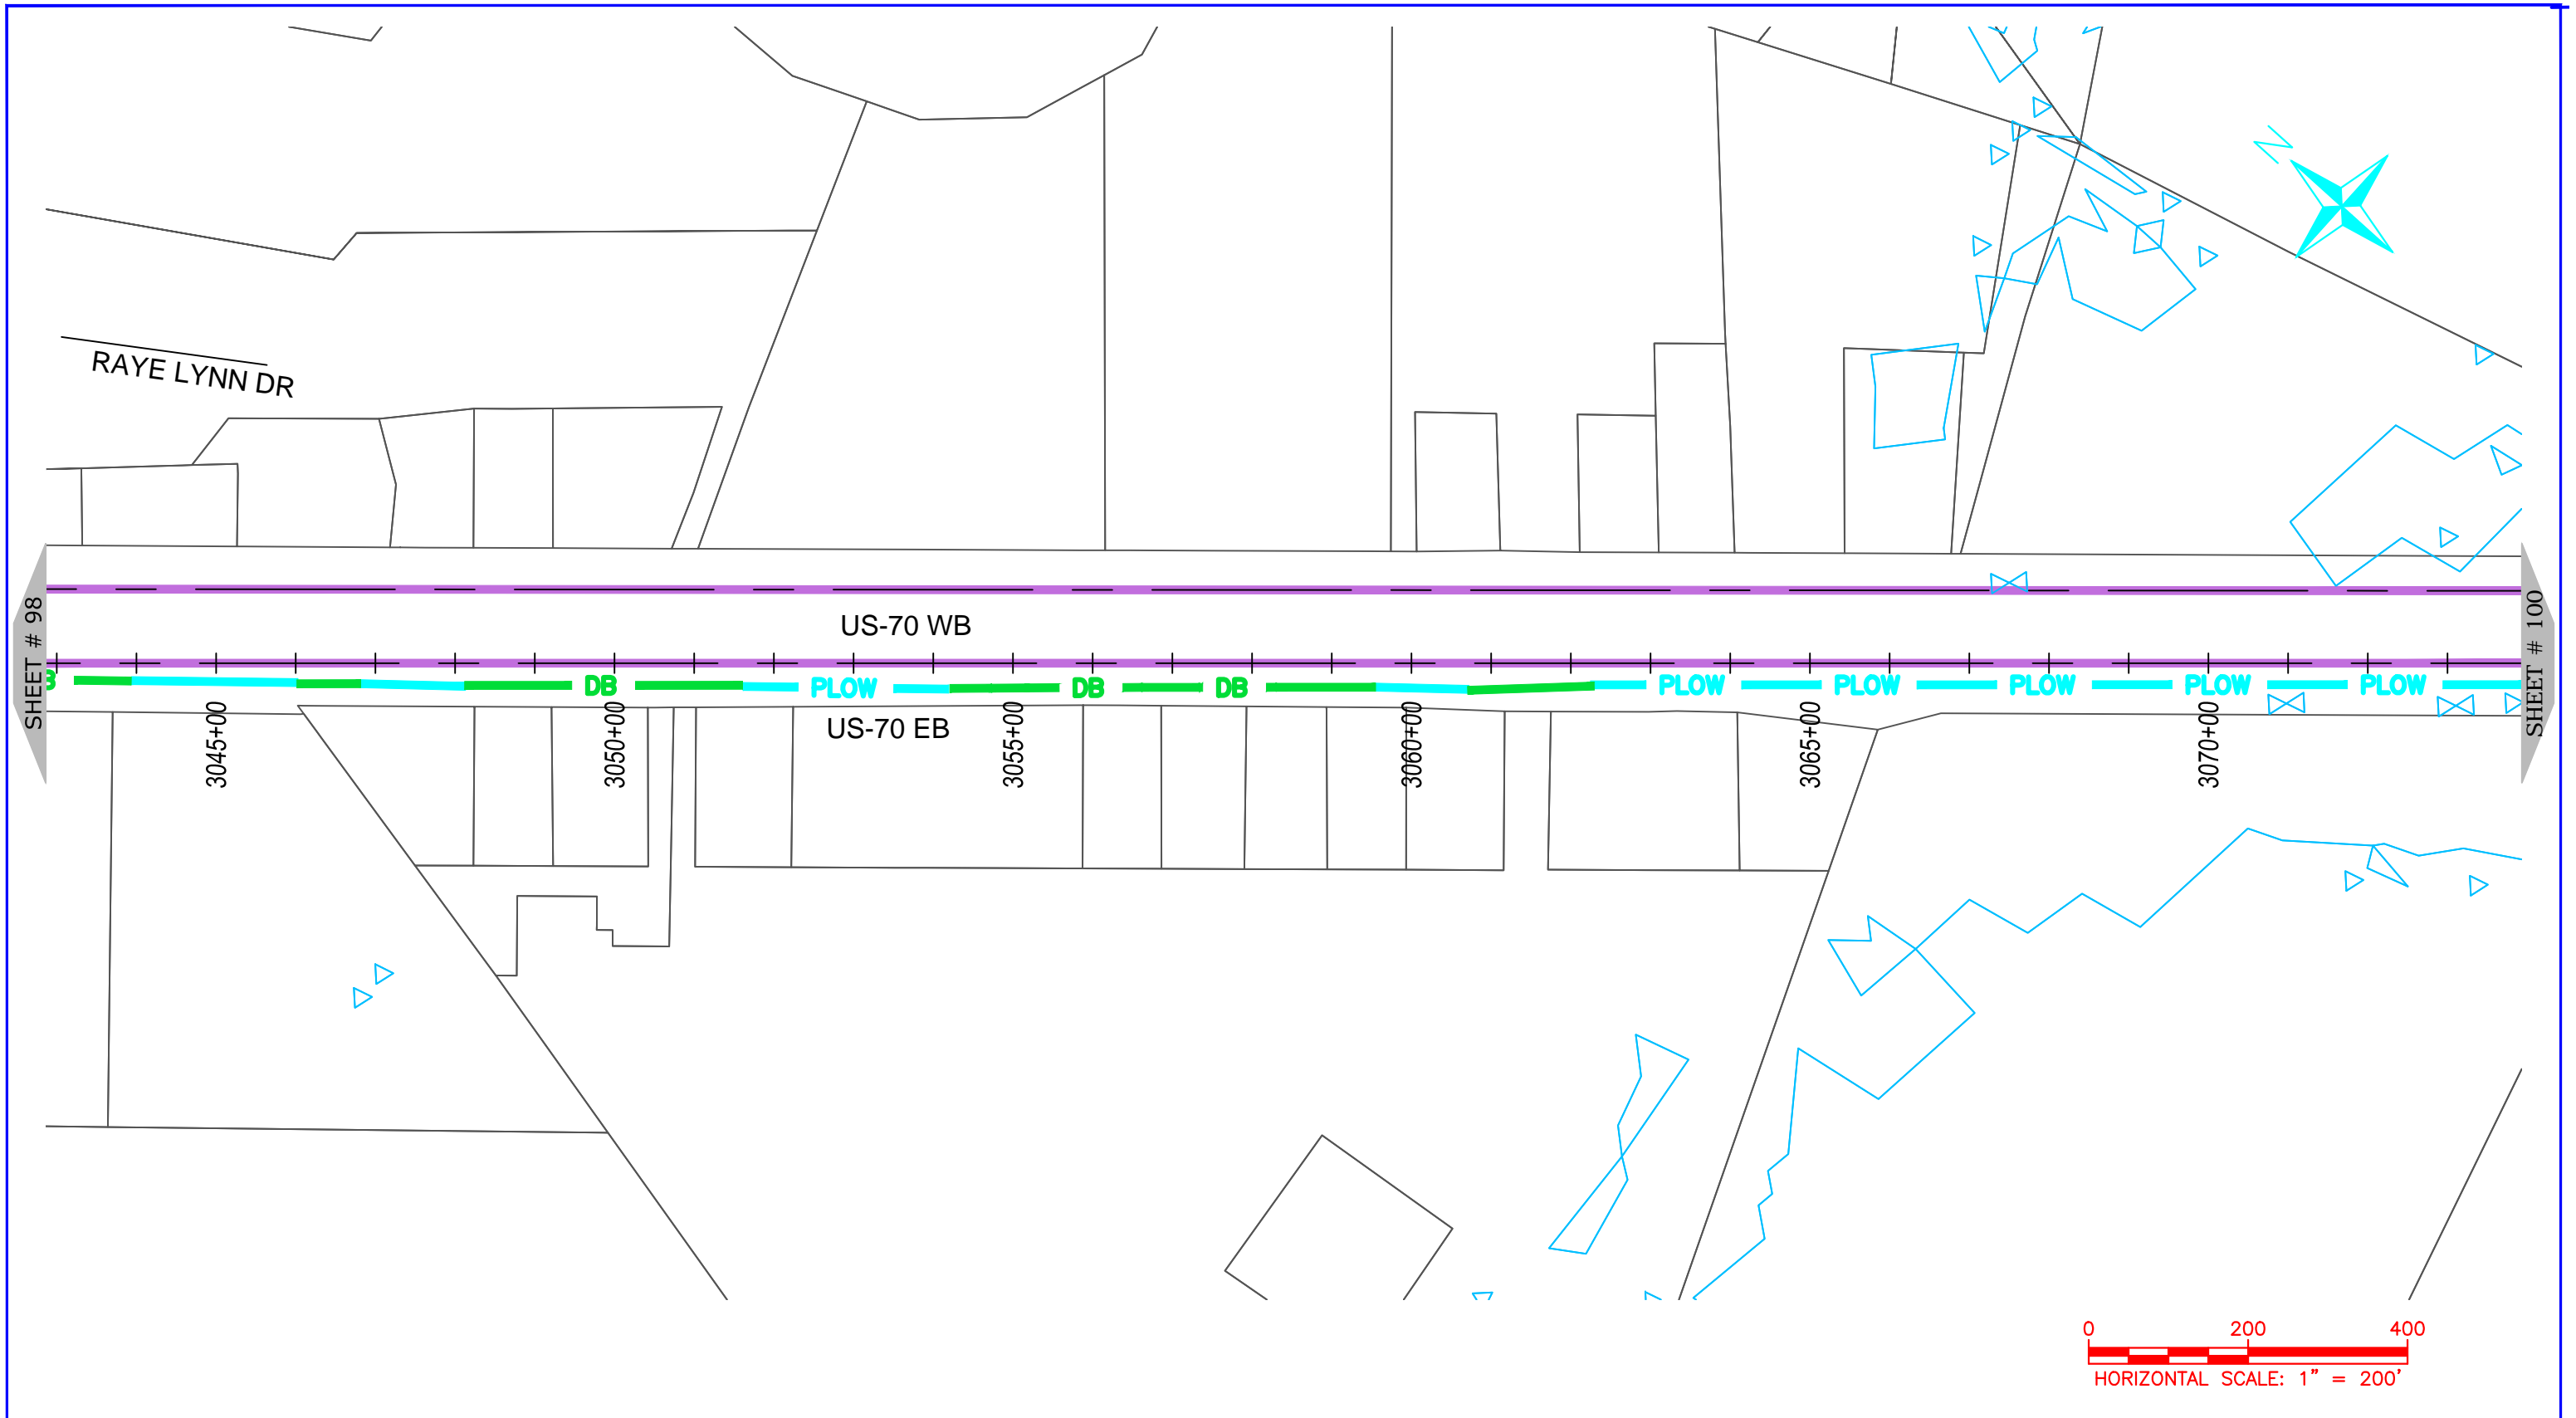 RAYE LYNN DR
US-70 WB
SHEET # 98
SHEET # 100
B
DB
PLOW
DB
DB
PLOW
PLOW
PLOW
PLOW
PLOW
US-70 EB
3045+00
3050+00
3055+00
3060+00
3065+00
3070+00
0 200 400
HORIZONTAL SCALE: 1" = 200'